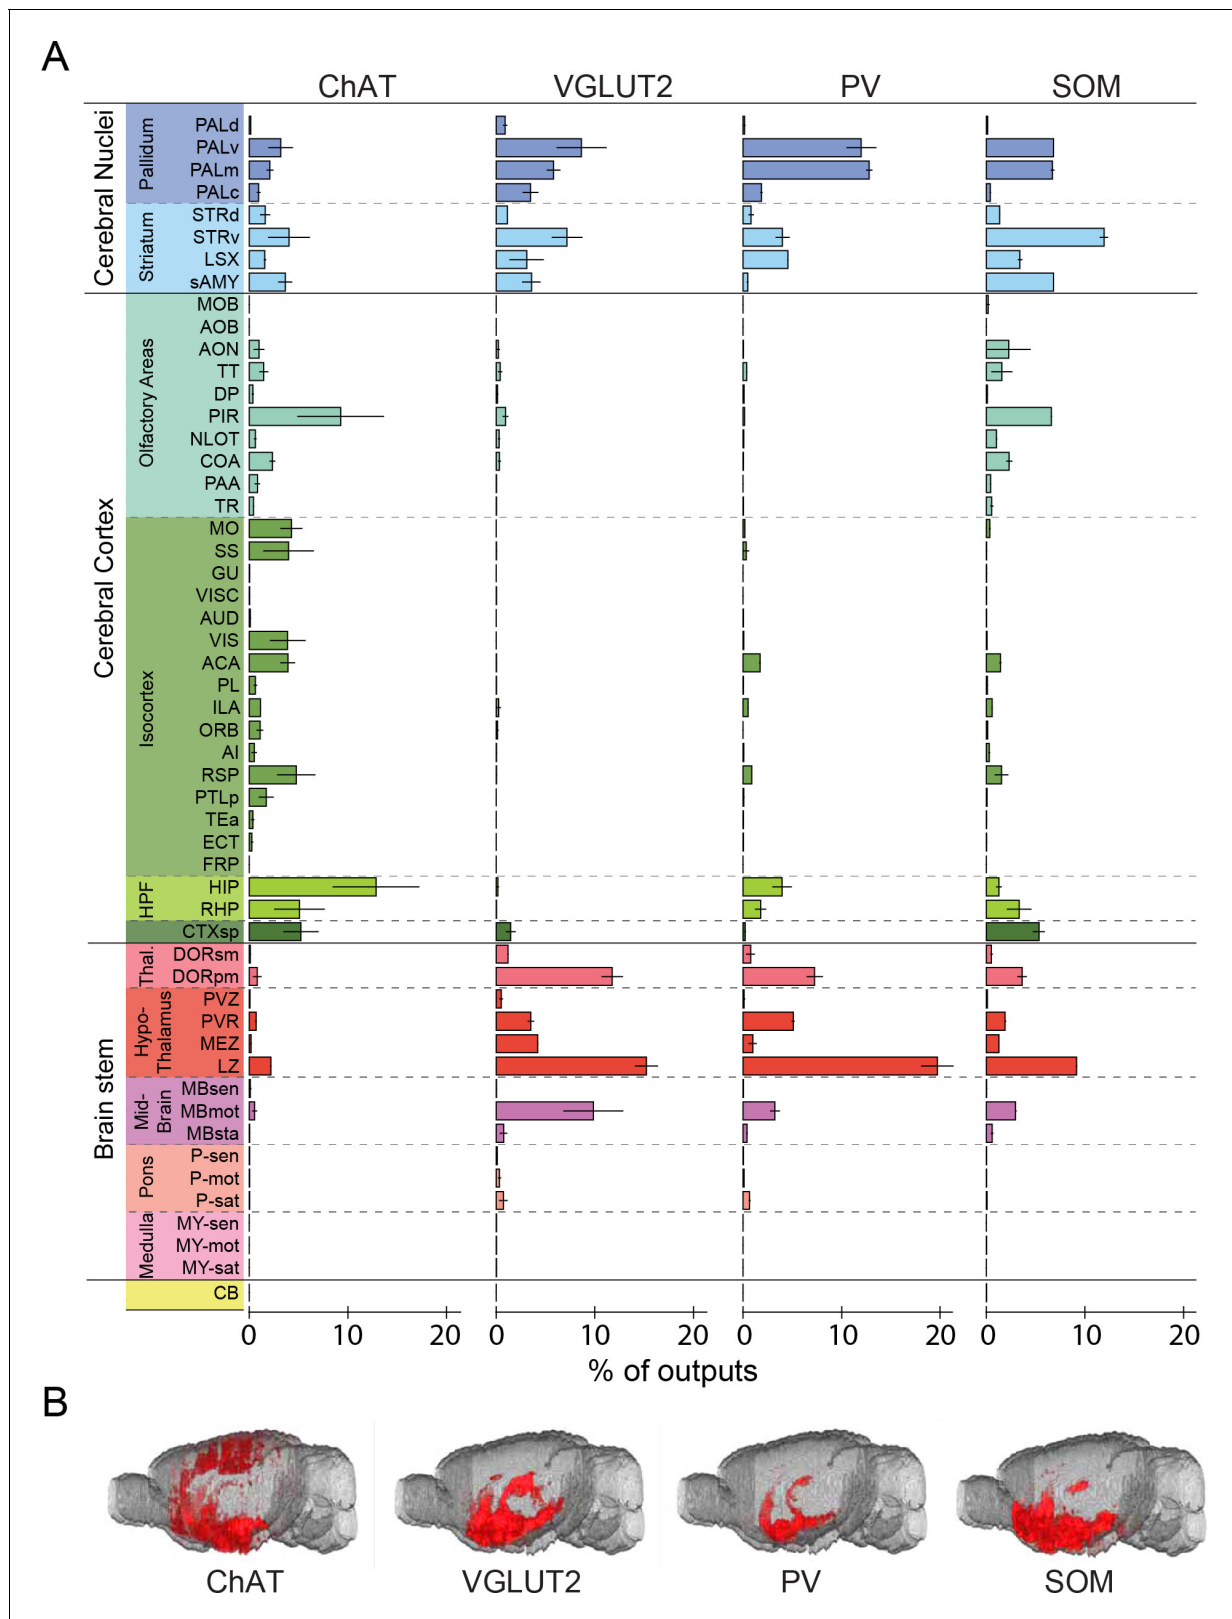 A
ChAT VGLUT2 PV SOM
Cerebral Nuclei
Pallidum
PALd
PALv
PALm
PALc
Striatum
STRd
STRv
LSX
sAMY
Cerebral Cortex
Olfactory Areas
MOB
AOB
AON
TT
DP
PIR
NLOT
COA
PAA
TR
Isocortex
MO
SS
GU
VISC
AUD
VIS
ACA
PL
ILA
ORB
AI
RSP
PTLp
TEa
ECT
FRP
HPF
HIP
RHP
CTXsp
Brain stem
Thal.
DORsm
DORpm
Hypo-
Thalamus
PVZ
PVR
MEZ
LZ
Mid-
Brain
MBsen
MBmot
MBsta
Pons
P-sen
P-mot
P-sat
Medulla
MY-sen
MY-mot
MY-sat
CB
0 10 20 0 10 20 0 10 20 0 10 20
% of outputs
B
ChAT VGLUT2 PV SOM